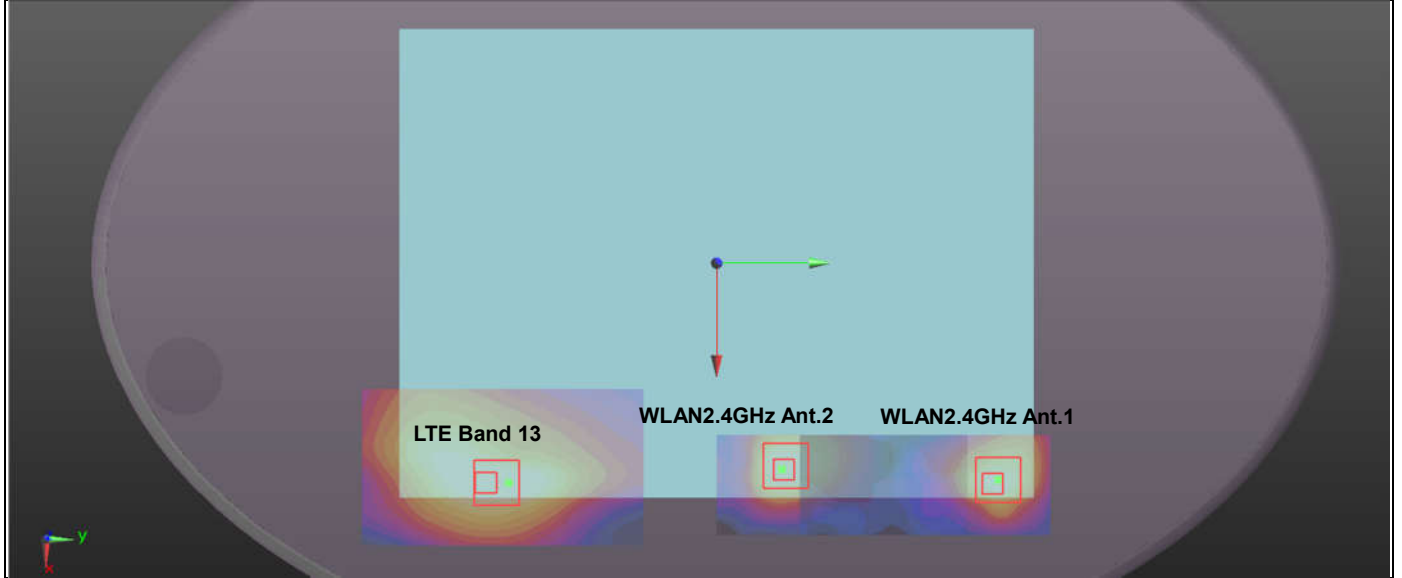 WLAN2.4GHz Ant.2
WLAN2.4GHz Ant.1
LTE Band 13
y
x